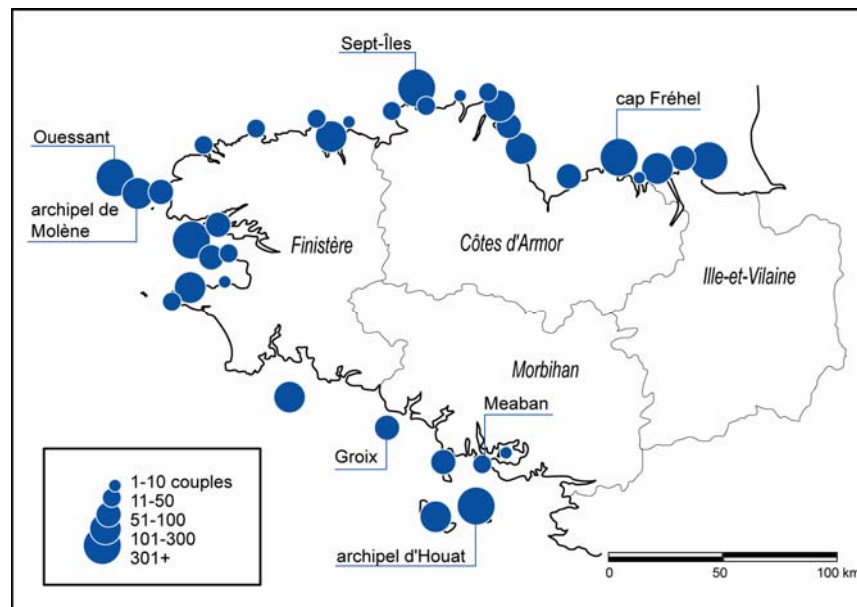 Sept-Îles
cap Fréhel
Ouessant
archipel de
Molène
Finistère
Côtes d'Armor
Ille-et-Vilaine
Morbihan
Meaban
Groix
archipel d'Houat
1-10 couples
11-50
51-100
101-300
301+
0 50 100 km